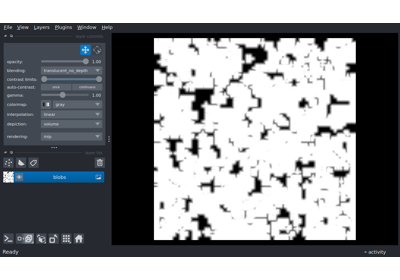 File View Layers Plugins Window Help
opacity: 1.00
blending: translucent_no_depth
contrast limits:
auto-contrast: once continuous
gamma: 1.00
colormap: gray
interpolation: linear
depiction: volume
rendering: mip
blobs
Ready
activity